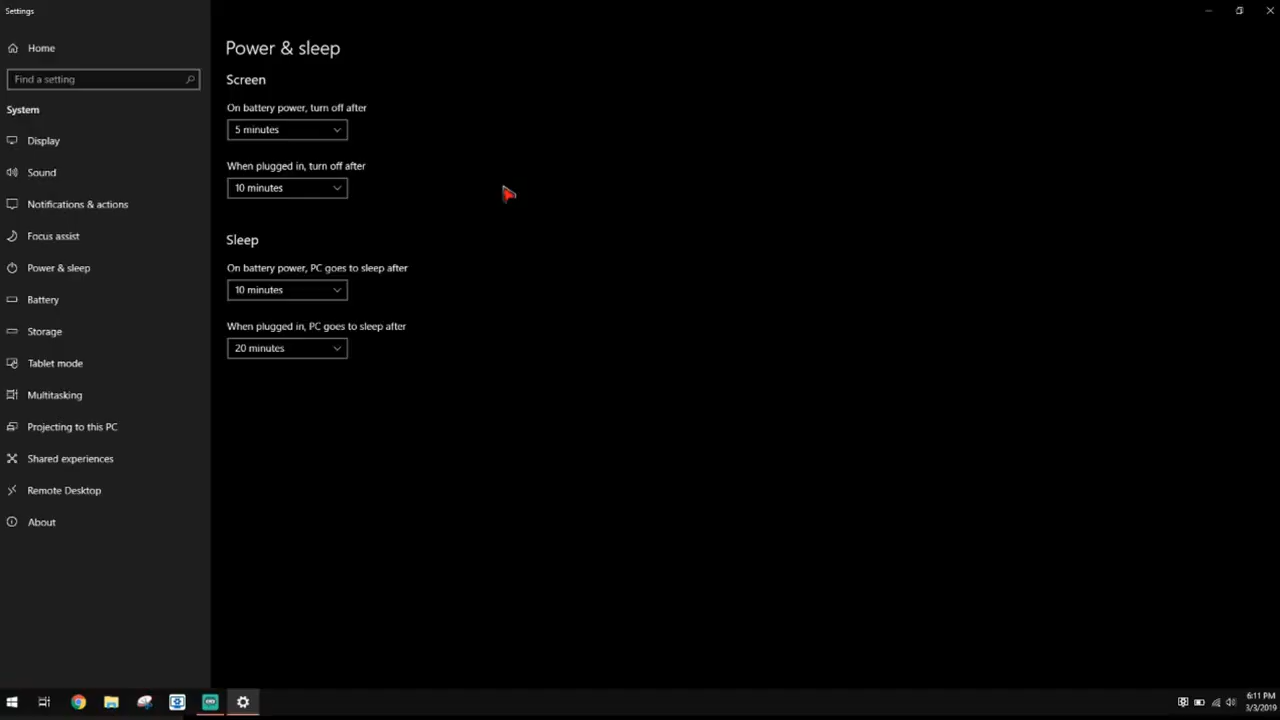 Settings
Home
Find a setting
System
Display
Sound
Notifications & actions
Focus assist
Power & sleep
Battery
Storage
Tablet mode
Multitasking
Projecting to this PC
Shared experiences
Remote Desktop
About
Power & sleep
Screen
On battery power, turn off after
5 minutes
When plugged in, turn off after
10 minutes
Sleep
On battery power, PC goes to sleep after
10 minutes
When plugged in, PC goes to sleep after
20 minutes
6:11 PM
3/3/2019